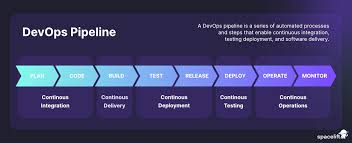 DevOps Pipeline
A DevOps pipeline is a series of automated processes
and steps that enable continuous integration,
testing deployment, and software delivery.
PLAN
CODE
BUILD
TEST
RELEASE
DEPLOY
OPERATE
MONITOR
Continous
Integration
Continous
Delivery
Continous
Deployment
Continous
Testing
Continous
Operations
spacelift